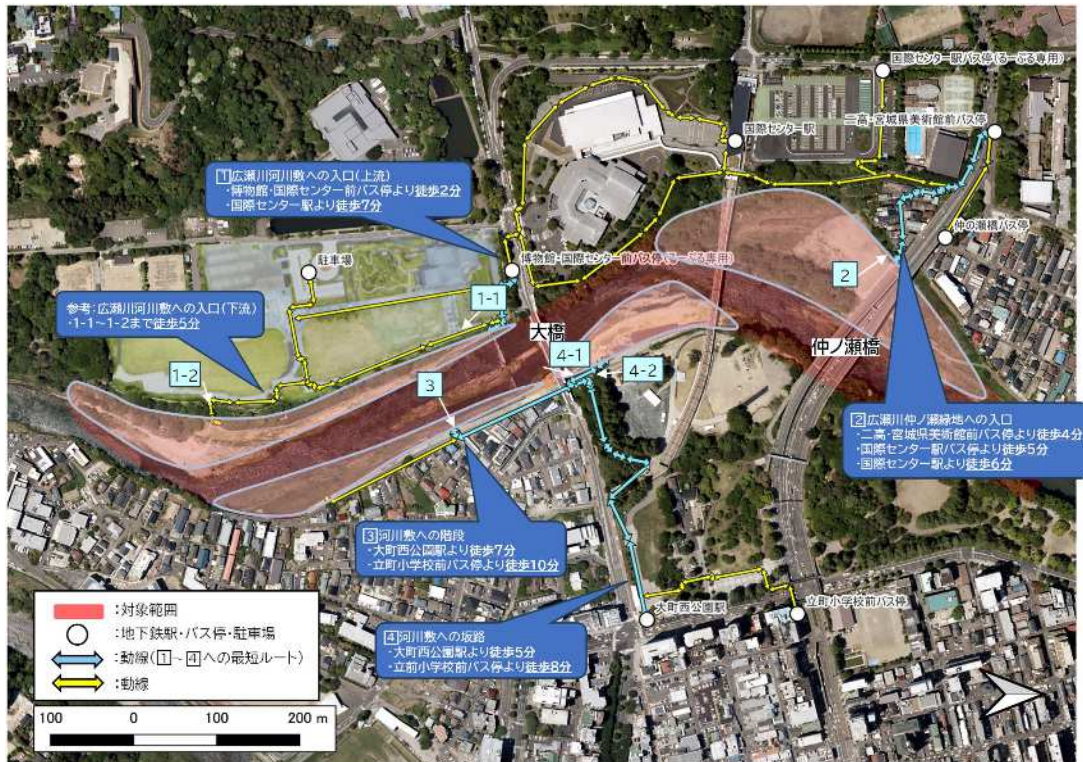 国際センター駅バス停(るーぷる専用)
二高・宮城県美術館前バス停
国際センター駅
1広瀬川河川敷への入口(上流)
・博物館・国際センター前バス停より徒歩2分
・国際センター駅より徒歩7分
仲の瀬橋バス停
駐車場
博物館・国際センター前バス停(るーぷる専用)
2
参考：広瀬川河川敷への入口(下流)
・1-1～1-2まで徒歩5分
1-1
大橋
仲ノ瀬橋
1-2
3
4-1
4-2
2広瀬川仲ノ瀬緑地への入口
・二高・宮城県美術館前バス停より徒歩4分
・国際センター駅バス停より徒歩5分
・国際センター駅より徒歩6分
3河川敷への階段
・大町西公園駅より徒歩7分
・立町小学校前バス停より徒歩10分
大町西公園駅
立町小学校前バス停
4河川敷への坂路
・大町西公園駅より徒歩5分
・立前小学校前バス停より徒歩8分
：対象範囲
：地下鉄駅・バス停・駐車場
：動線(1～4への最短ルート)
：動線
100 0 100 200 m